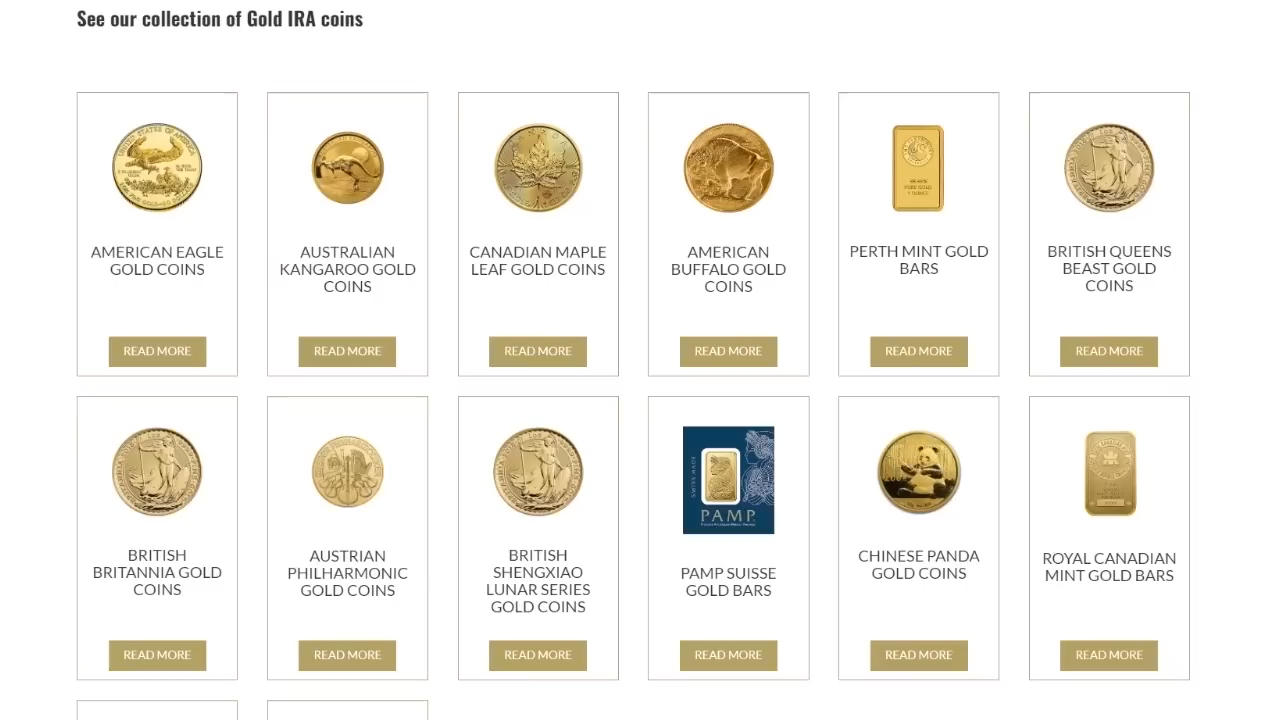 See our collection of Gold IRA coins
AMERICAN EAGLE
GOLD COINS
READ MORE
AUSTRALIAN
KANGAROO GOLD
COINS
READ MORE
CANADIAN MAPLE
LEAF GOLD COINS
READ MORE
AMERICAN
BUFFALO GOLD
COINS
READ MORE
PERTH MINT GOLD
BARS
READ MORE
BRITISH QUEENS
BEAST GOLD
COINS
READ MORE
BRITISH
BRITANNIA GOLD
COINS
READ MORE
AUSTRIAN
PHILHARMONIC
GOLD COINS
READ MORE
BRITISH
SHENGXIAO
LUNAR SERIES
GOLD COINS
READ MORE
PAMP
PAMP SUISSE
GOLD BARS
READ MORE
CHINESE PANDA
GOLD COINS
READ MORE
ROYAL CANADIAN
MINT GOLD BARS
READ MORE